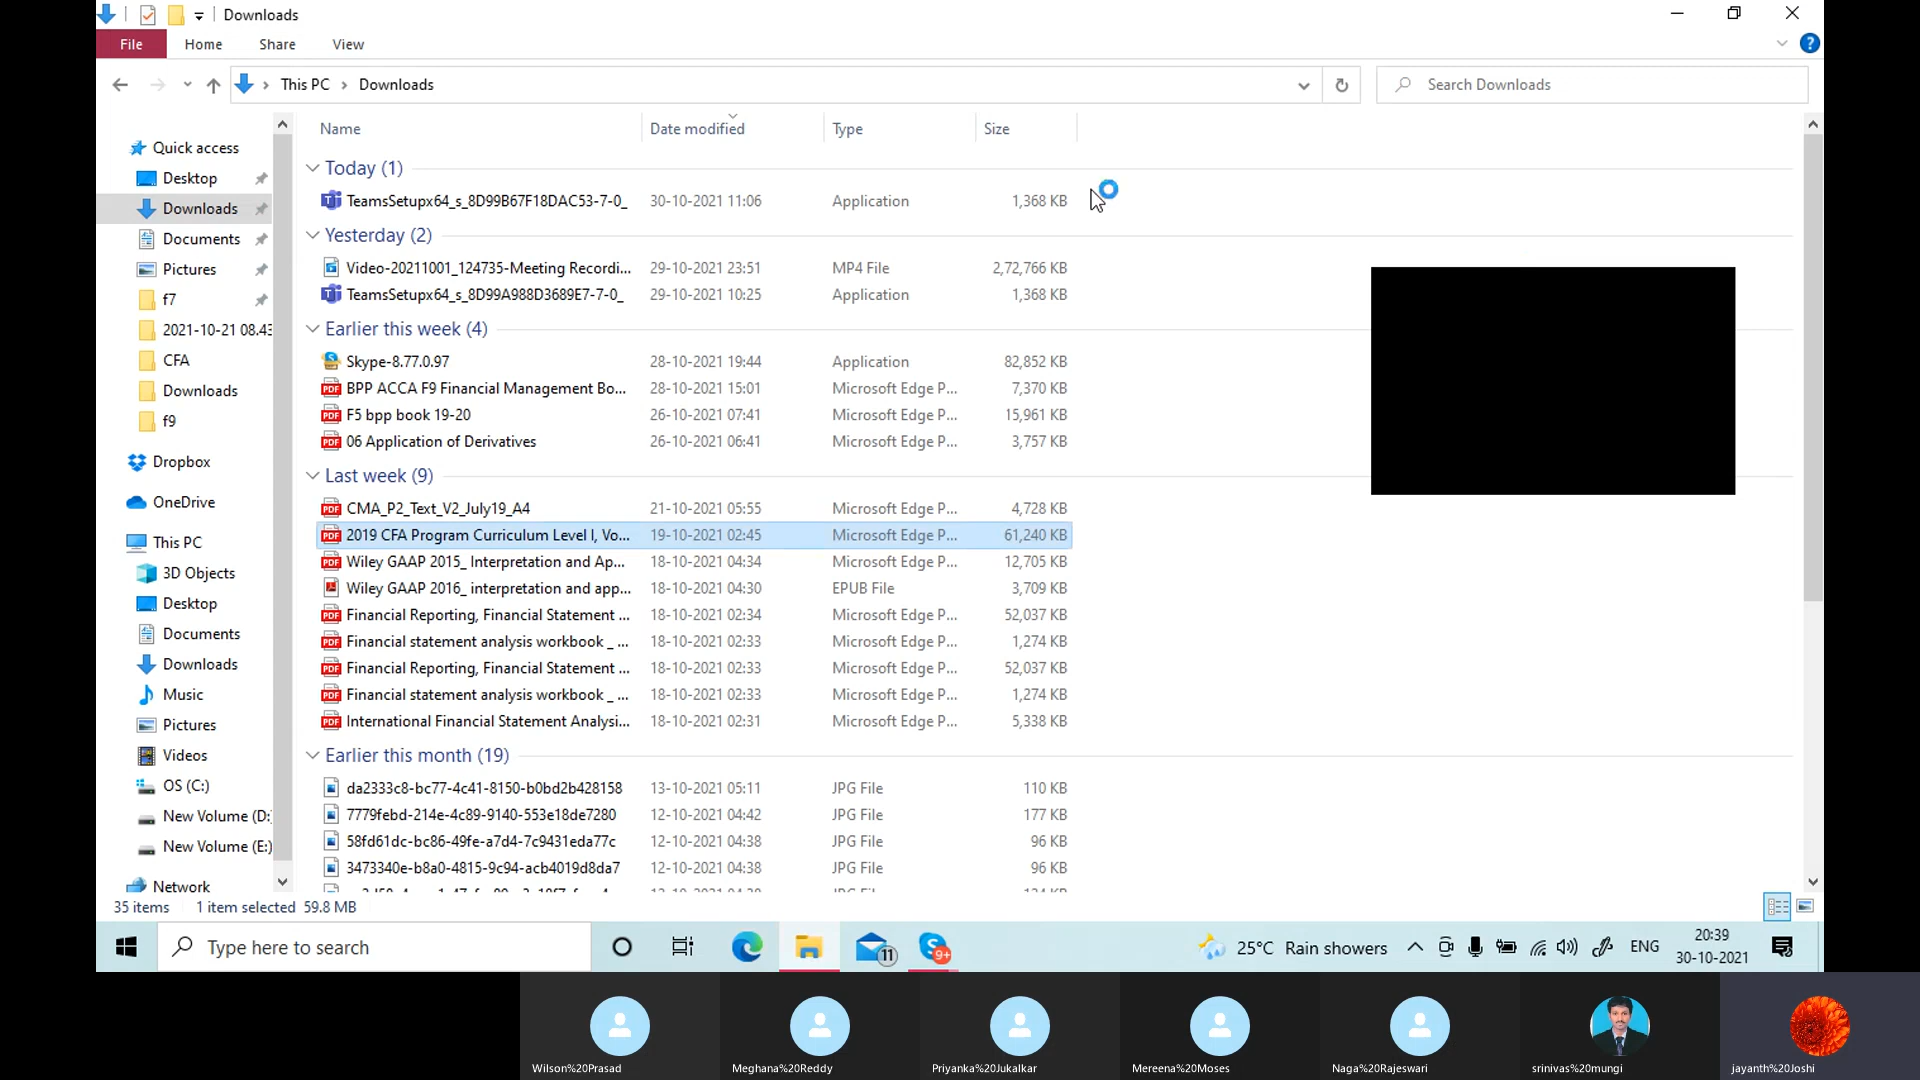 Downloads
File Home Share View
This PC Downloads
Search Downloads
Name Date modified Type Size
Quick access
Desktop
Downloads
Documents
Pictures
f7
2021-10-21 08.43
CFA
Downloads
f9
Dropbox
OneDrive
This PC
3D Objects
Desktop
Documents
Downloads
Music
Pictures
Videos
OS (C:)
New Volume (D:)
New Volume (E:)
Network
Today (1)
TeamsSetupx64_s_8D99B67F18DAC53-7-0_ 30-10-2021 11:06 Application 1,368 KB
Yesterday (2)
Video-20211001_124735-Meeting Recordi... 29-10-2021 23:51 MP4 File 2,72,766 KB
TeamsSetupx64_s_8D99A988D3689E7-7-0_ 29-10-2021 10:25 Application 1,368 KB
Earlier this week (4)
Skype-8.77.0.97 28-10-2021 19:44 Application 82,852 KB
BPP ACCA F9 Financial Management Bo... 28-10-2021 15:01 Microsoft Edge P... 7,370 KB
F5 bpp book 19-20 26-10-2021 07:41 Microsoft Edge P... 15,961 KB
06 Application of Derivatives 26-10-2021 06:41 Microsoft Edge P... 3,757 KB
Last week (9)
CMA_P2_Text_V2_July19_A4 21-10-2021 05:55 Microsoft Edge P... 4,728 KB
2019 CFA Program Curriculum Level I, Vo... 19-10-2021 02:45 Microsoft Edge P... 61,240 KB
Wiley GAAP 2015_ Interpretation and Ap... 18-10-2021 04:34 Microsoft Edge P... 12,705 KB
Wiley GAAP 2016_ interpretation and app... 18-10-2021 04:30 EPUB File 3,709 KB
Financial Reporting, Financial Statement ... 18-10-2021 02:34 Microsoft Edge P... 52,037 KB
Financial statement analysis workbook _ ... 18-10-2021 02:33 Microsoft Edge P... 1,274 KB
Financial Reporting, Financial Statement ... 18-10-2021 02:33 Microsoft Edge P... 52,037 KB
Financial statement analysis workbook _ ... 18-10-2021 02:33 Microsoft Edge P... 1,274 KB
International Financial Statement Analysi... 18-10-2021 02:31 Microsoft Edge P... 5,338 KB
Earlier this month (19)
da2333c8-bc77-4c41-8150-b0bd2b428158 13-10-2021 05:11 JPG File 110 KB
7779febd-214e-4c89-9140-553e18de7280 12-10-2021 04:42 JPG File 177 KB
58fd61dc-bc86-49fe-a7d4-7c9431eda77c 12-10-2021 04:38 JPG File 96 KB
3473340e-b8a0-4815-9c94-acb4019d8da7 12-10-2021 04:38 JPG File 96 KB
35 items 1 item selected 59.8 MB
Type here to search
11
9+
25°C Rain showers
ENG
20:39
30-10-2021
Wilson%20Prasad
Meghana%20Reddy
Priyanka%20Jukalkar
Mereena%20Moses
Naga%20Rajeswari
srinivas%20mungi
jayanth%20Joshi